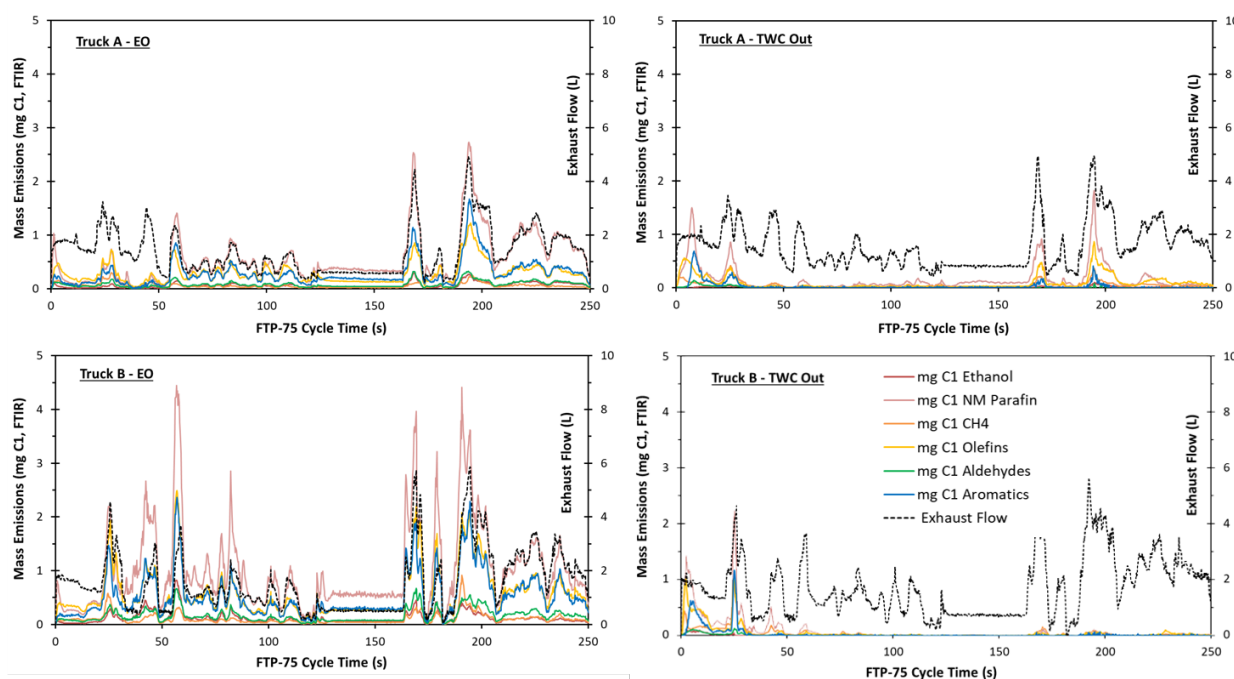 Truck A - EO
Mass Emissions (mg C1, FTIR)
5
4
3
2
1
0
10
8
6
4
2
0
Exhaust Flow (L)
0 50 100 150 200 250
FTP-75 Cycle Time (s)
Truck A - TWC Out
Mass Emissions (mg C1, FTIR)
5
4
3
2
1
0
10
8
6
4
2
0
Exhaust Flow (L)
0 50 100 150 200 250
FTP-75 Cycle Time (s)
Truck B - EO
Mass Emissions (mg C1, FTIR)
5
4
3
2
1
0
10
8
6
4
2
0
Exhaust Flow (L)
0 50 100 150 200 250
FTP-75 Cycle Time (s)
Truck B - TWC Out
Mass Emissions (mg C1, FTIR)
5
4
3
2
1
0
mg C1 Ethanol
mg C1 NM Parafin
mg C1 CH4
mg C1 Olefins
mg C1 Aldehydes
mg C1 Aromatics
Exhaust Flow
10
8
6
4
2
0
Exhaust Flow (L)
0 50 100 150 200 250
FTP-75 Cycle Time (s)